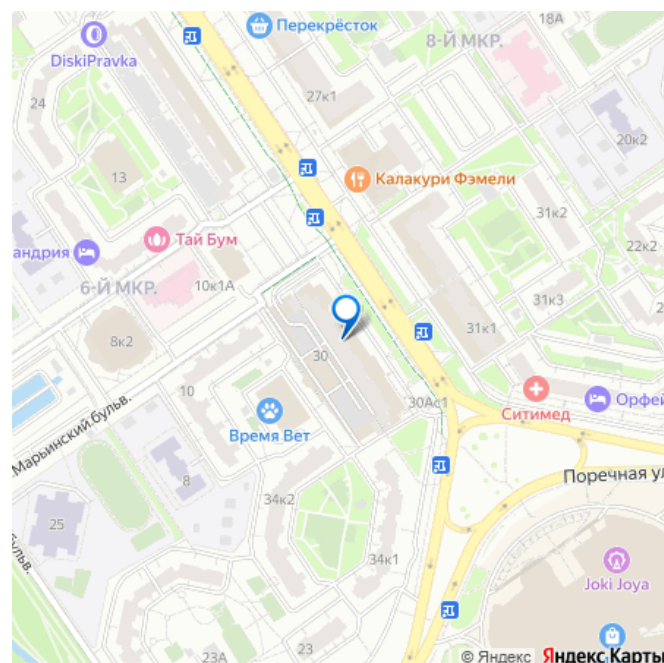 Перекрёсток
18А
8-Й МКР.
DiskiPravka
27к1
24
20к2
13
Калакури Фэмели
31к2
Тай Бум
22к2
андрия
6-Й МКР.
10к1А
31к3
8к2
31к1
30
10
30Ас1
Ситимед
Орфей
Марьинский бульв.
Время Вет
8
Поречная ул
34к2
25
бульв.
34к1
Joki Joya
23А
23
© Яндекс Яндекс Карты